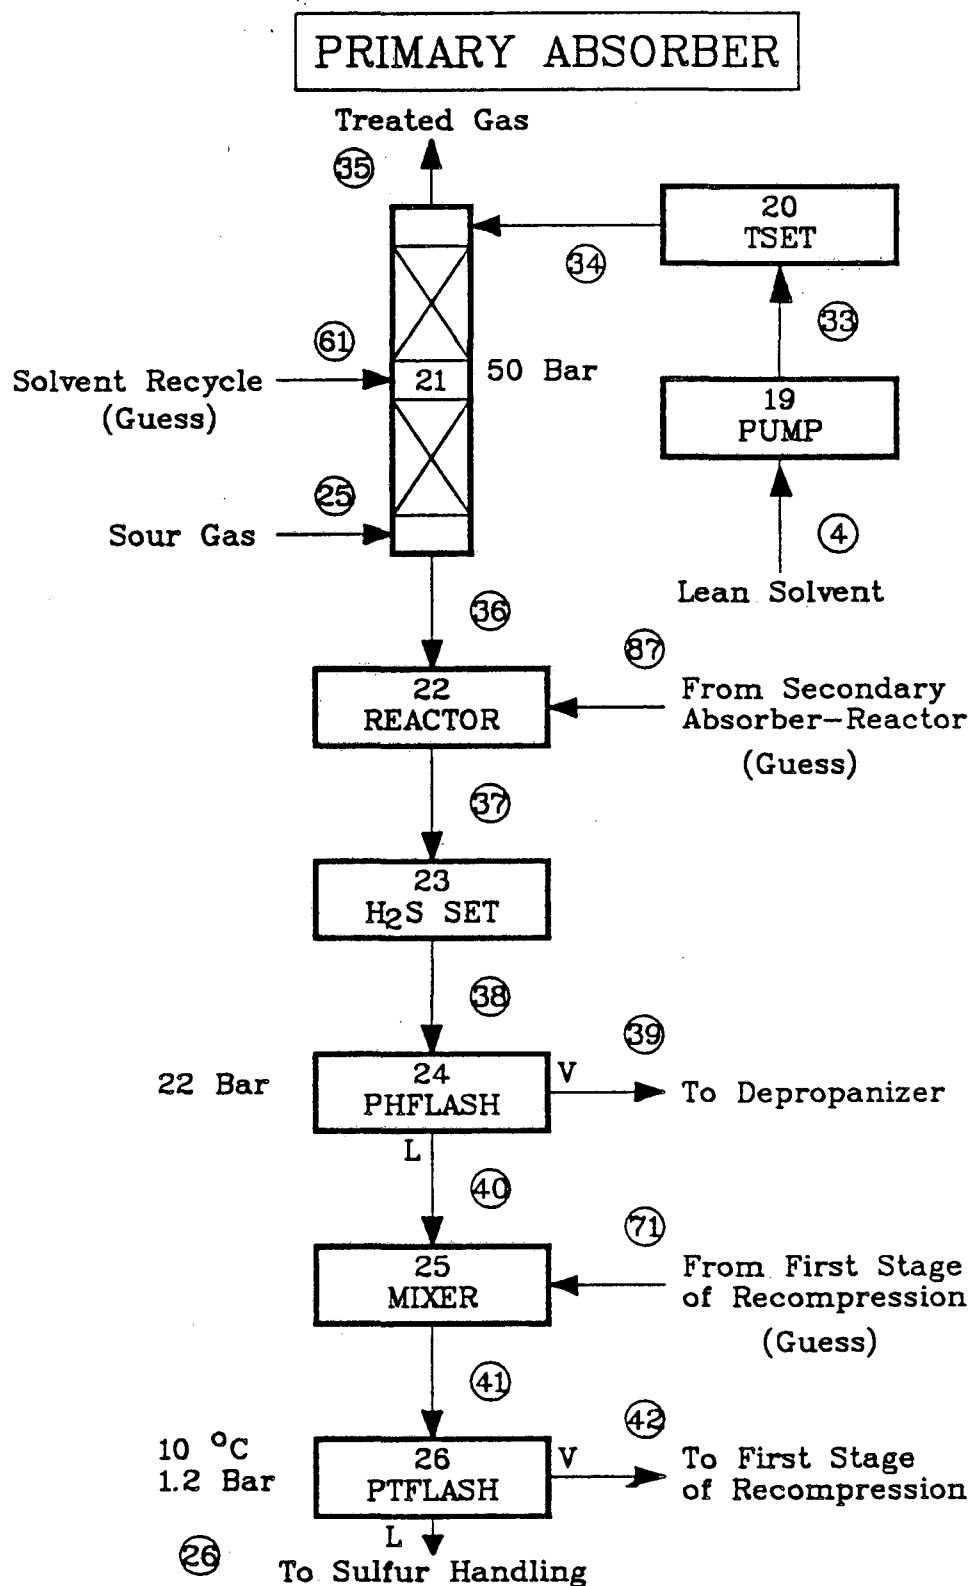 PRIMARY ABSORBER
Treated Gas
35
20
TSET
34
33
61
Solvent Recycle
(Guess)
21
50 Bar
19
PUMP
25
Sour Gas
4
Lean Solvent
36
87
22
REACTOR
From Secondary
Absorber-Reactor
(Guess)
37
23
H₂S SET
38
39
22 Bar
24
PHFLASH
V
To Depropanizer
L
40
71
25
MIXER
From First Stage
of Recompression
(Guess)
41
42
10 °C
1.2 Bar
26
PTFLASH
V
To First Stage
of Recompression
L
26
To Sulfur Handling